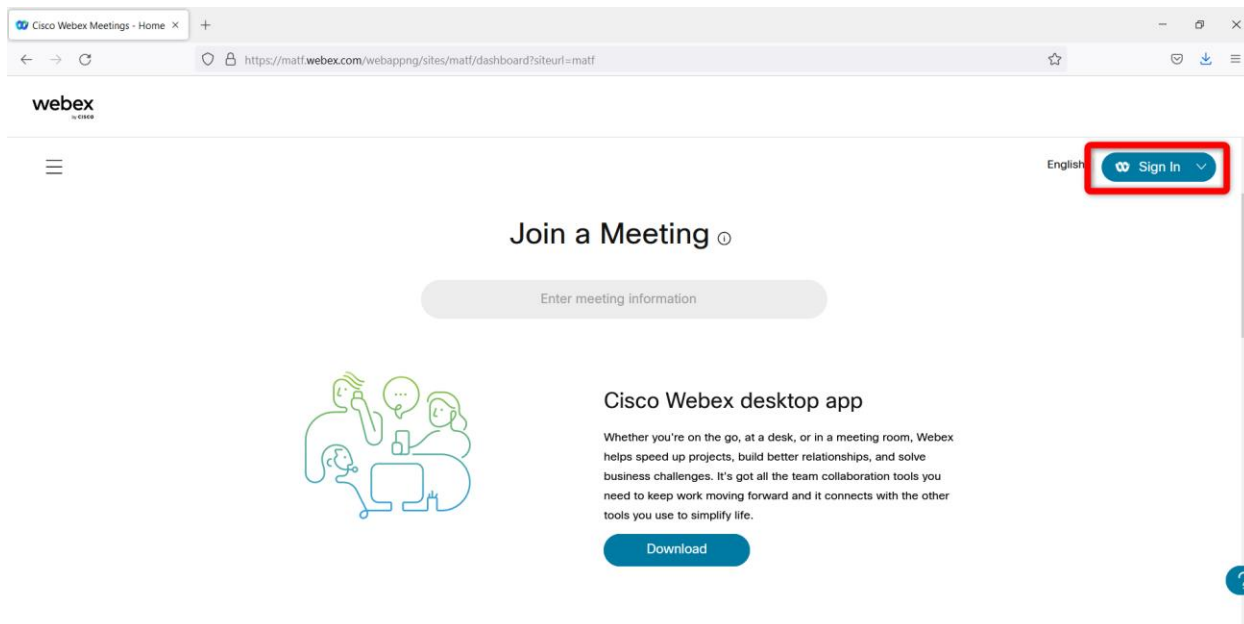 Cisco Webex Meetings - Home
https://matf.webex.com/webappng/sites/matf/dashboard?siteurl=matf
webex
by CISCO
English
Sign In
Join a Meeting
Enter meeting information
Cisco Webex desktop app
Whether you're on the go, at a desk, or in a meeting room, Webex
helps speed up projects, build better relationships, and solve
business challenges. It's got all the team collaboration tools you
need to keep work moving forward and it connects with the other
tools you use to simplify life.
Download
?